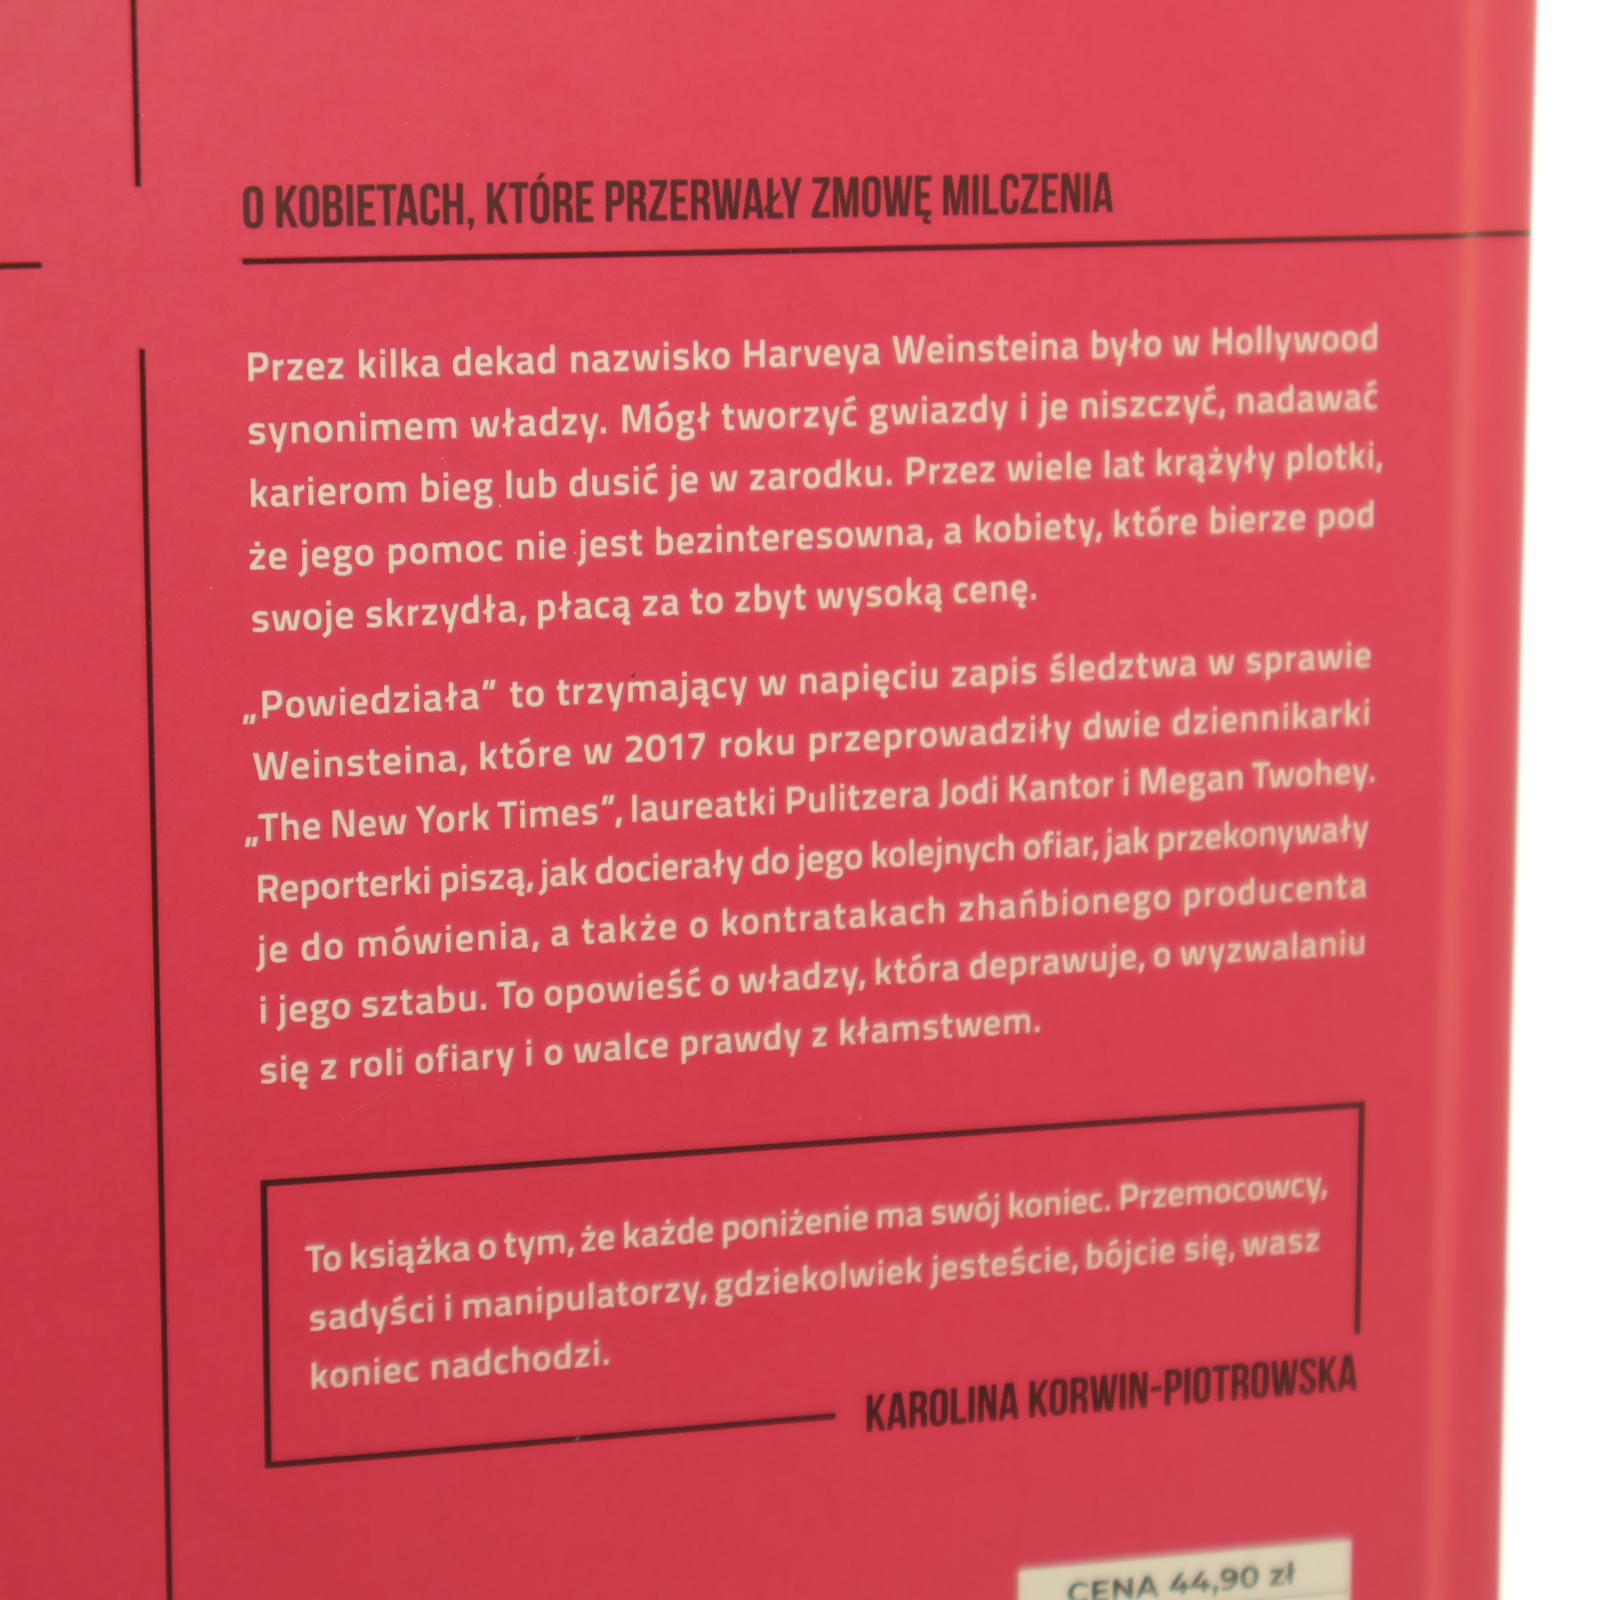 O KOBIETACH, KTÓRE PRZERWAŁY ZMOWĘ MILCZENIA
Przez kilka dekad nazwisko Harveya Weinsteina było w Hollywood
synonimem władzy. Mógł tworzyć gwiazdy i je niszczyć, nadawać
karierom bieg lub dusić je w zarodku. Przez wiele lat krążyły plotki,
że jego pomoc nie jest bezinteresowna, a kobiety, które bierze pod
swoje skrzydła, płacą za to zbyt wysoką cenę.
„Powiedziała” to trzymający w napięciu zapis śledztwa w sprawie
Weinsteina, które w 2017 roku przeprowadziły dwie dziennikarki
„The New York Times”, laureatki Pulitzera Jodi Kantor i Megan Twohey.
Reporterki piszą, jak docierały do jego kolejnych ofiar, jak przekonywały
je do mówienia, a także o kontratakach zhańbionego producenta
i jego sztabu. To opowieść o władzy, która deprawuje, o wyzwalaniu
się z roli ofiary i o walce prawdy z kłamstwem.
To książka o tym, że każde poniżenie ma swój koniec. Przemocowcy,
sadyści i manipulatorzy, gdziekolwiek jesteście, bójcie się, wasz
koniec nadchodzi.
KAROLINA KORWIN-PIOTROWSKA
CENA 44,90 zł